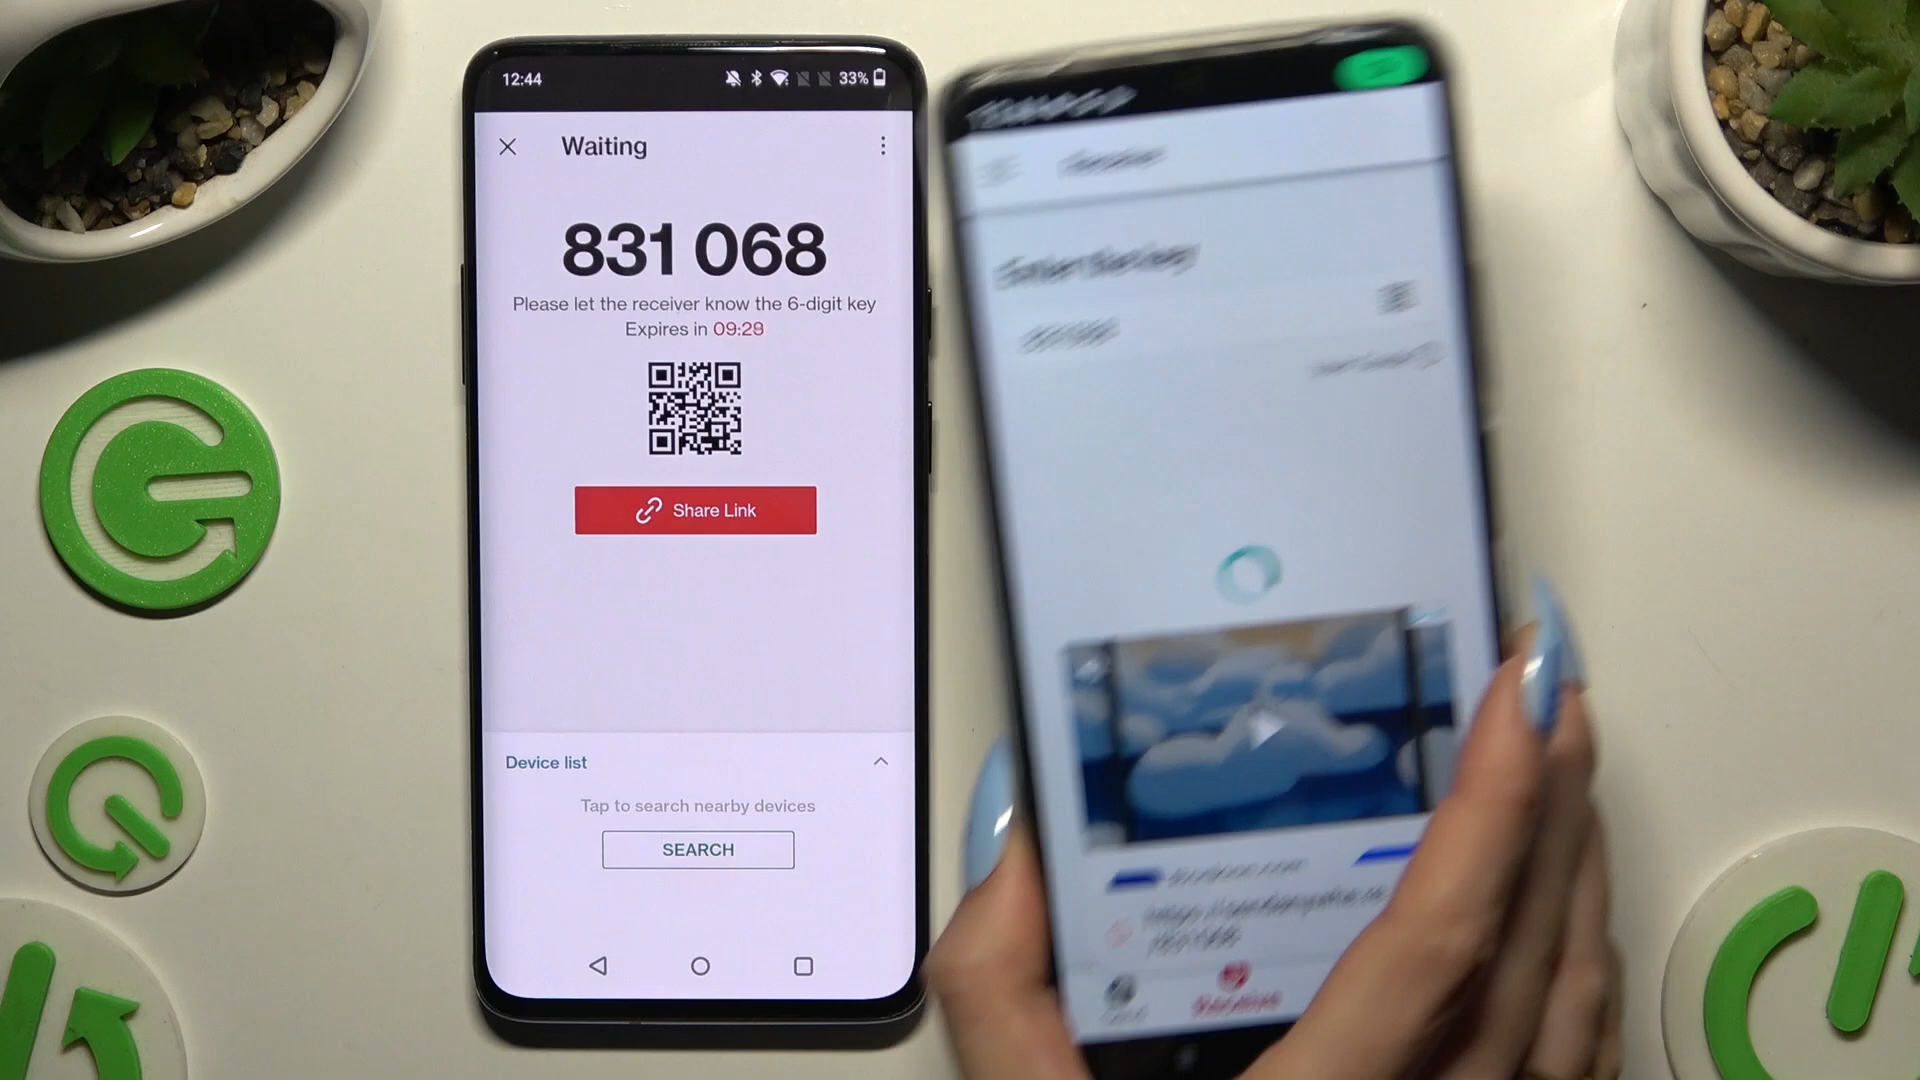 12:44
33%
Waiting
831 068
Please let the receiver know the 6-digit key
Expires in 09:28
Share Link
Device list
Tap to search nearby devices
SEARCH
Receive